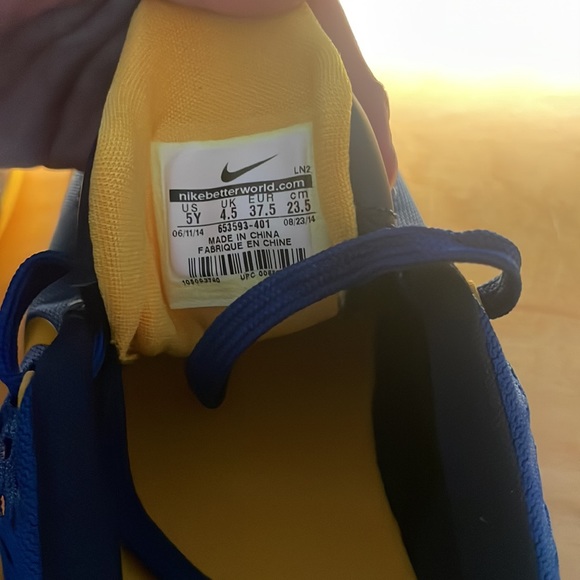 LN2
nikebetterworld.com
US UK EUR cm
5Y 4.5 37.5 23.5
06/11/14 653593-401 08/23/14
MADE IN CHINA
FABRIQUE EN CHINE
UPC